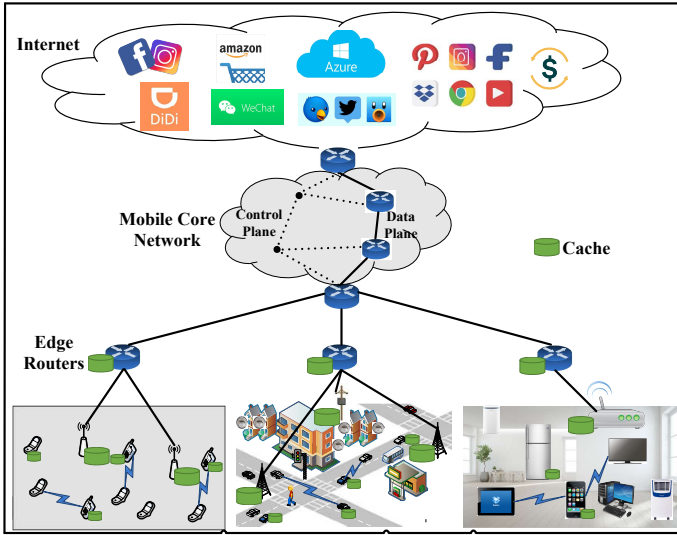 Internet
amazon
Azure
$
DiDi
WeChat
Mobile Core
Network
Control
Plane
Data
Plane
Cache
Edge
Routers